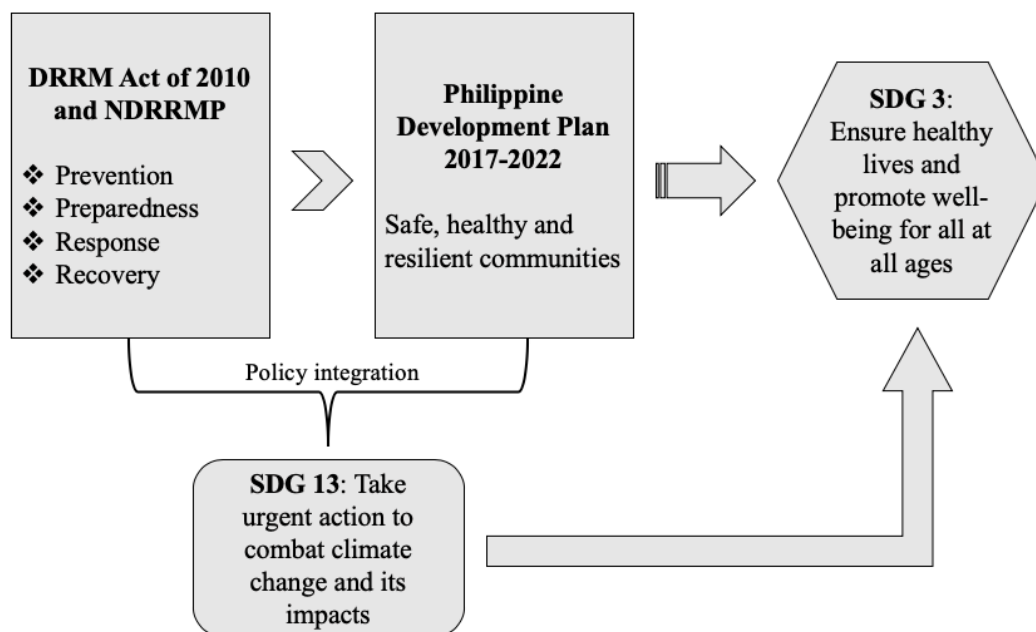 DRRM Act of 2010
and NDRRMP
❖ Prevention
❖ Preparedness
❖ Response
❖ Recovery
Philippine
Development Plan
2017-2022
Safe, healthy and
resilient communities
SDG 3:
Ensure healthy
lives and
promote well-
being for all at
all ages
Policy integration
SDG 13: Take
urgent action to
combat climate
change and its
impacts